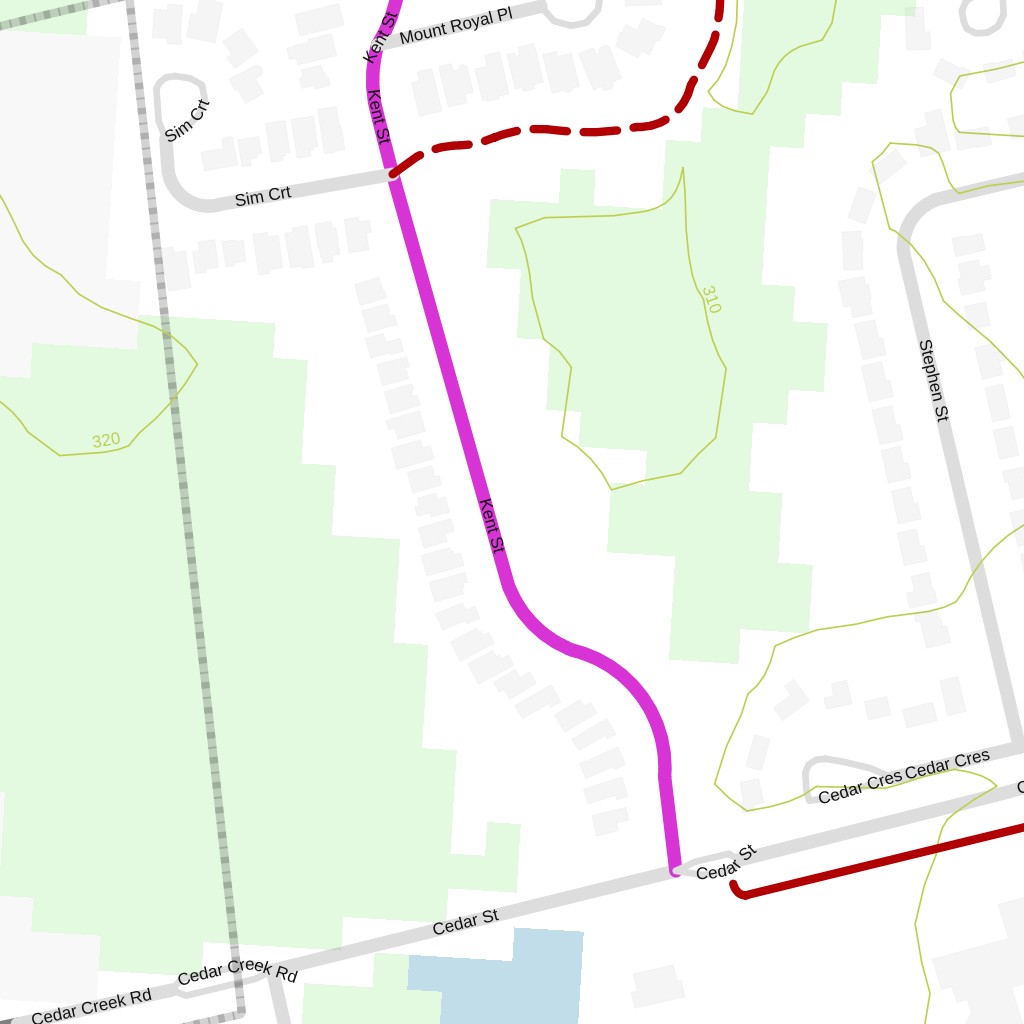 Kent St
Mount Royal Pl
Kent St
Sim Crt
Sim Crt
310
Stephen St
320
Kent St
Cedar Cres
Cedar Cres
Cedar St
Cedar St
Cedar Creek Rd
Cedar Creek Rd